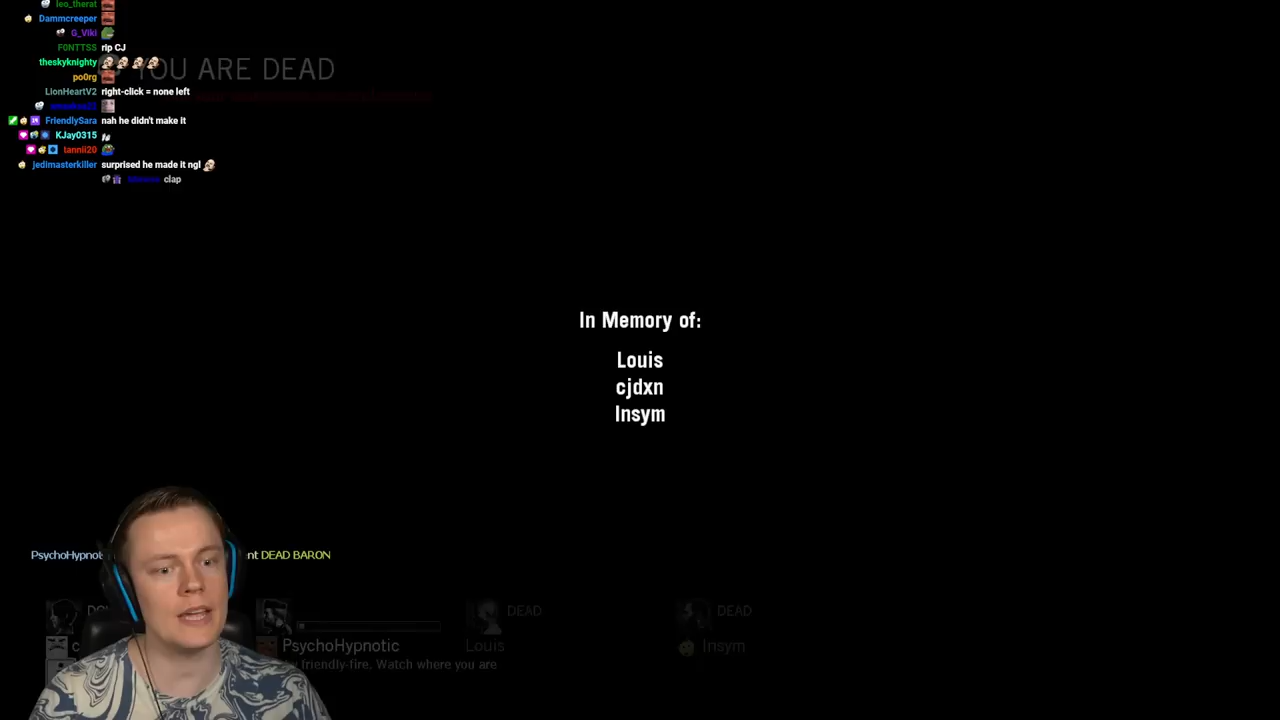 leo_therat
Dammcreeper
G_Viki
F0NTTSS rip CJ
theskyknighty
po0rg
LionHeartV2 right-click = none left
FriendlySara nah he didn't make it
KJay0315
tannii20
jedimasterkiller surprised he made it ngl
clap
YOU ARE DEAD
In Memory of:
Louis
cjdxn
Insym
PsychoHypnot
nt DEAD BARON
DEAD
DEAD
PsychoHypnotic
Louis
Insym
friendly-fire. Watch where you are